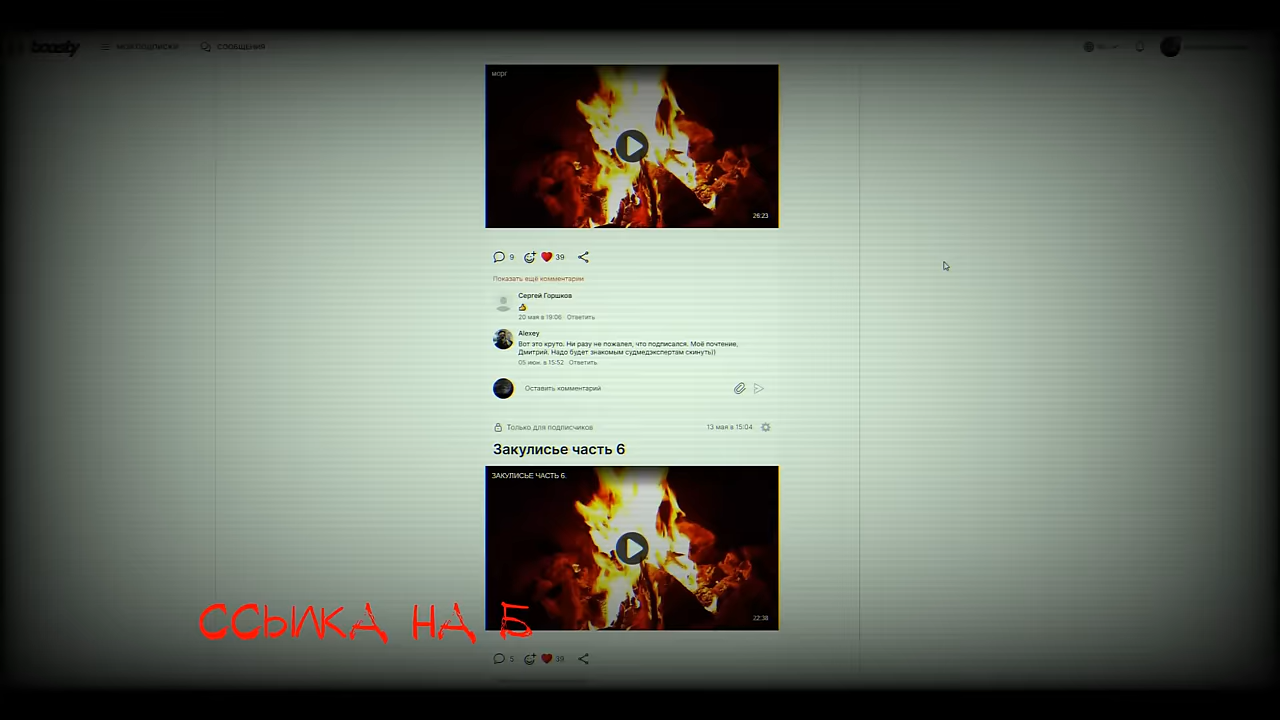 boosty
МОИ ПОДПИСКИ
СООБЩЕНИЯ
МОРГ
26:23
9
39
Показать ещё комментарии
Сергей Горшков
20 мая в 19:06 · Ответить
Alexey
Вот это круто. Ни разу не пожалел, что подписался. Моё почтение,
Дмитрий. Надо будет знакомым судмедэкспертам скинуть))
05 июн. в 15:52 · Ответить
Оставить комментарий
Только для подписчиков
13 мая в 15:04
Закулисье часть 6
ЗАКУЛИСЬЕ ЧАСТЬ 6.
22:38
ССЫЛКА НА Б
5
39